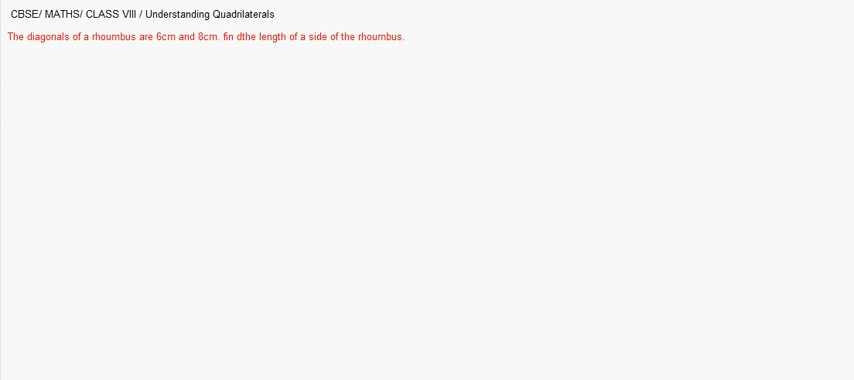 CBSE/ MATHS/ CLASS VIII / Understanding Quadrilaterals
The diagonals of a rhoumbus are 6cm and 8cm. fin dthe length of a side of the rhoumbus.